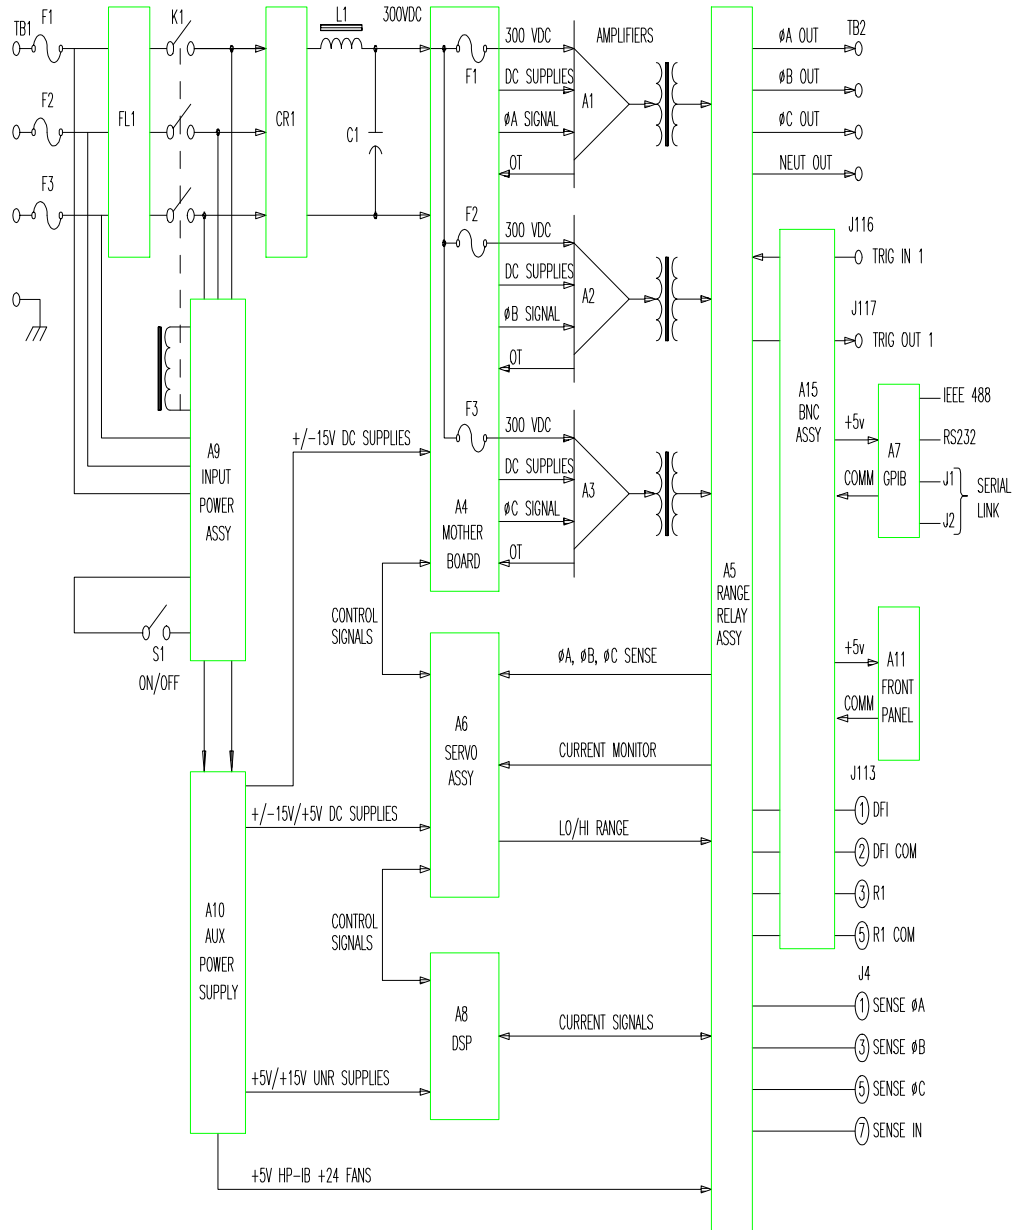 TB1
F1
F2
F3
FL1
K1
CR1
L1
C1
300VDC
F1
300 VDC
DC SUPPLIES
øA SIGNAL
OT
A1
AMPLIFIERS
F2
300 VDC
DC SUPPLIES
øB SIGNAL
OT
A2
F3
300 VDC
DC SUPPLIES
øC SIGNAL
OT
A3
A4
MOTHER
BOARD
øA OUT
TB2
øB OUT
øC OUT
NEUT OUT
J116
TRIG IN 1
J117
TRIG OUT 1
A15
BNC
ASSY
+5v
COMM
A7
GPIB
IEEE 488
RS232
J1
J2
SERIAL
LINK
A9
INPUT
POWER
ASSY
+/-15V DC SUPPLIES
S1
ON/OFF
CONTROL
SIGNALS
A5
RANGE
RELAY
ASSY
øA, øB, øC SENSE
A6
SERVO
ASSY
CURRENT MONITOR
+/-15V/+5V DC SUPPLIES
LO/HI RANGE
+5v
COMM
A11
FRONT
PANEL
J113
1 DFI
2 DFI COM
3 R1
5 R1 COM
A10
AUX
POWER
SUPPLY
CONTROL
SIGNALS
A8
DSP
CURRENT SIGNALS
J4
1 SENSE øA
3 SENSE øB
5 SENSE øC
7 SENSE IN
+5V/+15V UNR SUPPLIES
+5V HP-IB +24 FANS